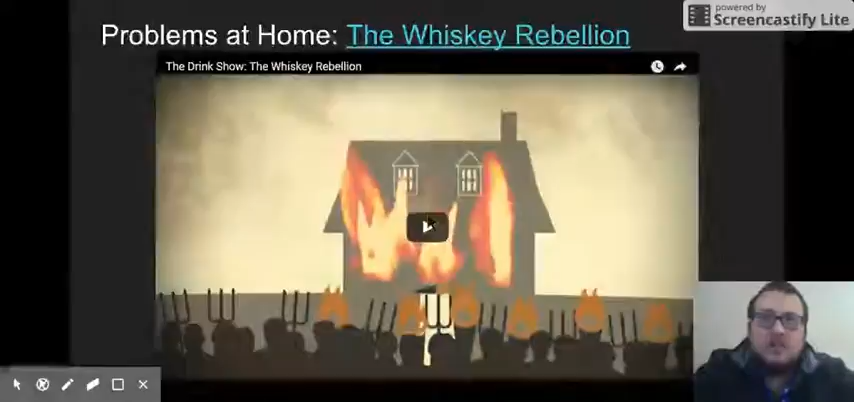 powered by
Screencastify Lite
Problems at Home: The Whiskey Rebellion
The Drink Show: The Whiskey Rebellion